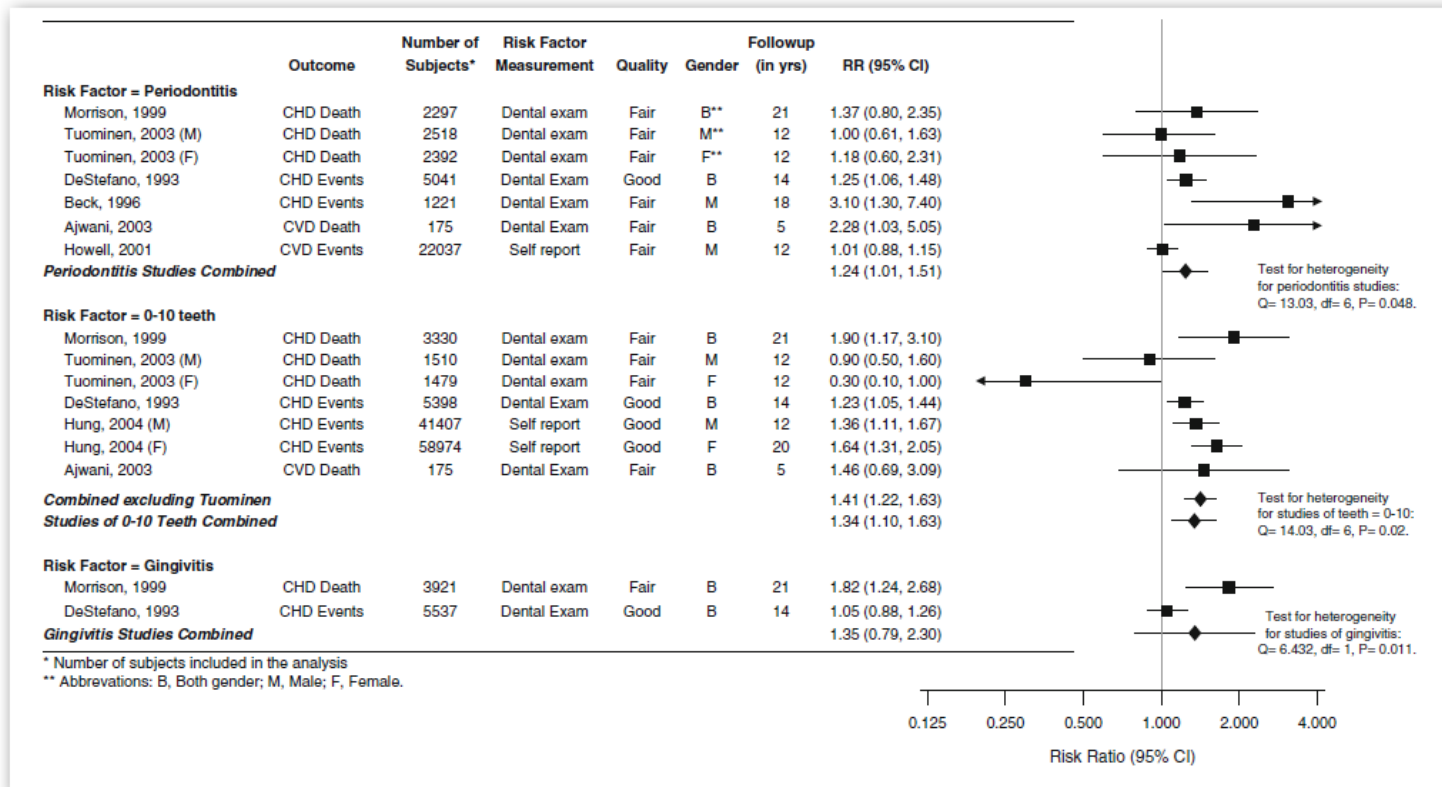 Number of Risk Factor Followup
Outcome Subjects* Measurement Quality Gender (in yrs) RR (95% CI)
Risk Factor = Periodontitis
Morrison, 1999 CHD Death 2297 Dental exam Fair B** 21 1.37 (0.80, 2.35)
Tuominen, 2003 (M) CHD Death 2518 Dental exam Fair M** 12 1.00 (0.61, 1.63)
Tuominen, 2003 (F) CHD Death 2392 Dental exam Fair F** 12 1.18 (0.60, 2.31)
DeStefano, 1993 CHD Events 5041 Dental Exam Good B 14 1.25 (1.06, 1.48)
Beck, 1996 CHD Events 1221 Dental Exam Fair M 18 3.10 (1.30, 7.40)
Ajwani, 2003 CVD Death 175 Dental Exam Fair B 5 2.28 (1.03, 5.05)
Howell, 2001 CVD Events 22037 Self report Fair M 12 1.01 (0.88, 1.15)
Periodontitis Studies Combined 1.24 (1.01, 1.51)
Test for heterogeneity
for periodontitis studies:
Q= 13.03, df= 6, P= 0.048.
Risk Factor = 0-10 teeth
Morrison, 1999 CHD Death 3330 Dental exam Fair B 21 1.90 (1.17, 3.10)
Tuominen, 2003 (M) CHD Death 1510 Dental exam Fair M 12 0.90 (0.50, 1.60)
Tuominen, 2003 (F) CHD Death 1479 Dental exam Fair F 12 0.30 (0.10, 1.00)
DeStefano, 1993 CHD Events 5398 Dental Exam Good B 14 1.23 (1.05, 1.44)
Hung, 2004 (M) CHD Events 41407 Self report Good M 12 1.36 (1.11, 1.67)
Hung, 2004 (F) CHD Events 58974 Self report Good F 20 1.64 (1.31, 2.05)
Ajwani, 2003 CVD Death 175 Dental Exam Fair B 5 1.46 (0.69, 3.09)
Combined excluding Tuominen 1.41 (1.22, 1.63)
Studies of 0-10 Teeth Combined 1.34 (1.10, 1.63)
Test for heterogeneity
for studies of teeth = 0-10:
Q= 14.03, df= 6, P= 0.02.
Risk Factor = Gingivitis
Morrison, 1999 CHD Death 3921 Dental exam Fair B 21 1.82 (1.24, 2.68)
DeStefano, 1993 CHD Events 5537 Dental Exam Good B 14 1.05 (0.88, 1.26)
Gingivitis Studies Combined 1.35 (0.79, 2.30)
Test for heterogeneity
for studies of gingivitis:
Q= 6.432, df= 1, P= 0.011.
* Number of subjects included in the analysis
** Abbrevations: B, Both gender; M, Male; F, Female.
0.125 0.250 0.500 1.000 2.000 4.000
Risk Ratio (95% CI)